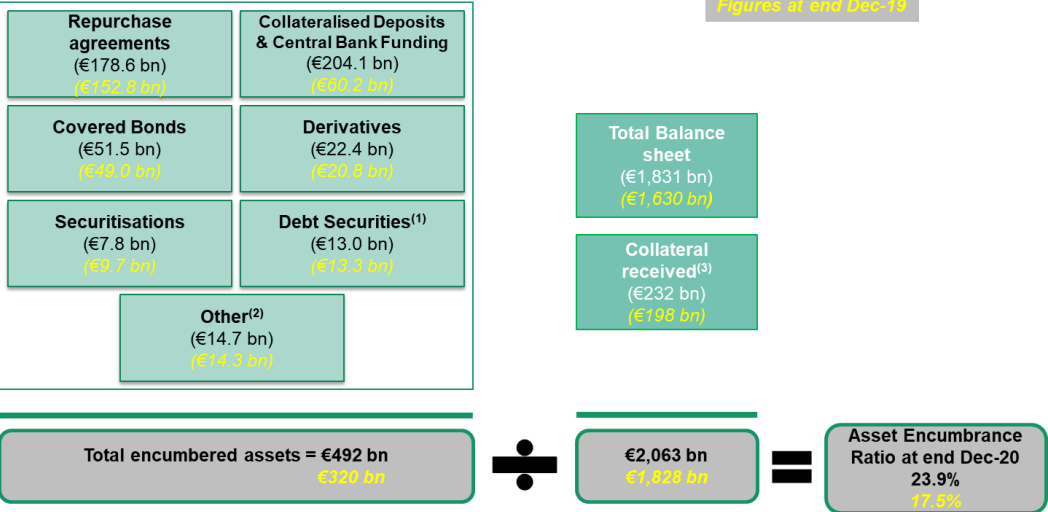 Figures at end Dec-19
Repurchase
agreements
(€178.6 bn)
(€152.8 bn)
Collateralised Deposits
& Central Bank Funding
(€204.1 bn)
(€60.2 bn)
Covered Bonds
(€51.5 bn)
(€49.0 bn)
Derivatives
(€22.4 bn)
(€20.8 bn)
Securitisations
(€7.8 bn)
(€9.7 bn)
Debt Securities(1)
(€13.0 bn)
(€13.3 bn)
Other(2)
(€14.7 bn)
(€14.3 bn)
Total Balance
sheet
(€1,831 bn)
(€1,630 bn)
Collateral
received(3)
(€232 bn)
(€198 bn)
Total encumbered assets = €492 bn
€320 bn
÷
€2,063 bn
€1,828 bn
=
Asset Encumbrance
Ratio at end Dec-20
23.9%
17.5%